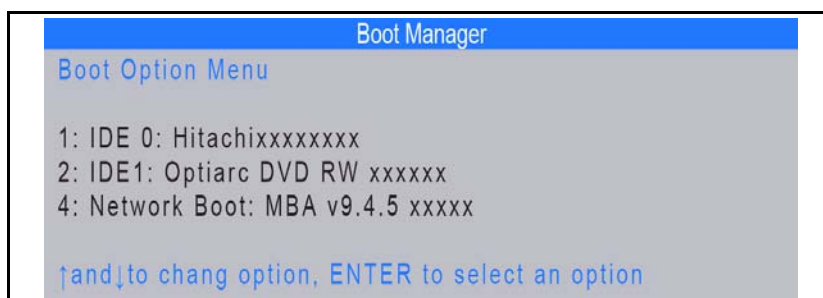 Boot Manager
Boot Option Menu
1: IDE 0: Hitachixxxxxxxx
2: IDE1: Optiarc DVD RW xxxxxx
4: Network Boot: MBA v9.4.5 xxxxx
↑and↓to chang option, ENTER to select an option